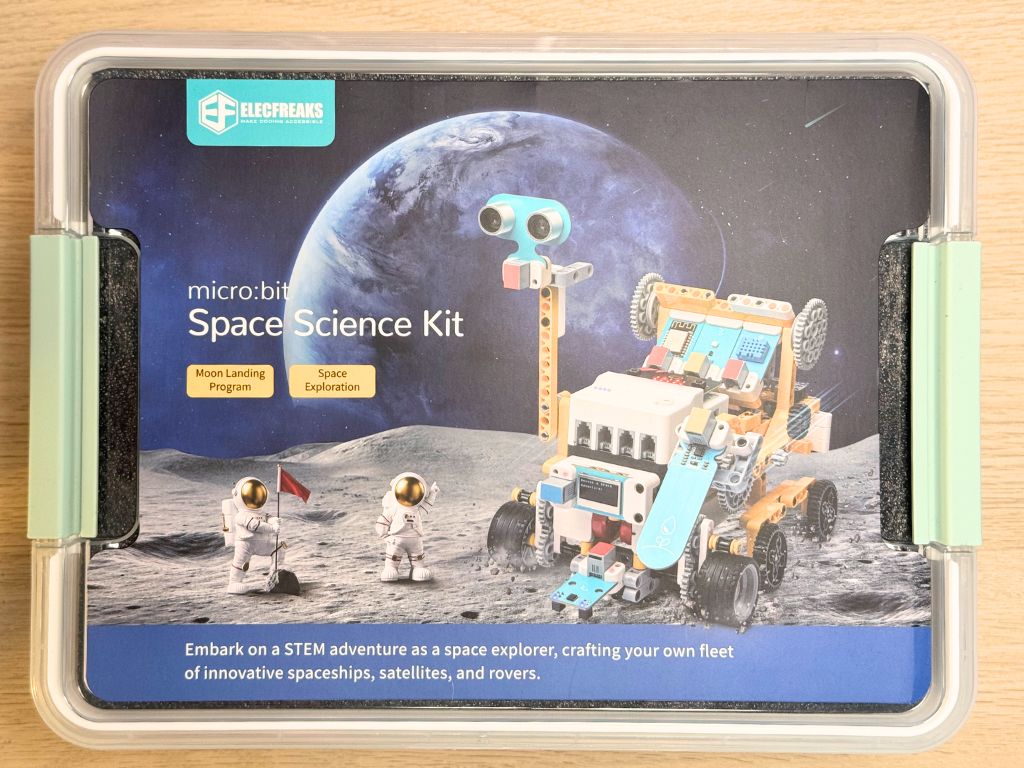 ELECFREAKS
MAKE CODING ACCESSIBLE
micro:bit
Space Science Kit
Moon Landing
Program
Space
Exploration
Embark on a STEM adventure as a space explorer, crafting your own fleet
of innovative spaceships, satellites, and rovers.